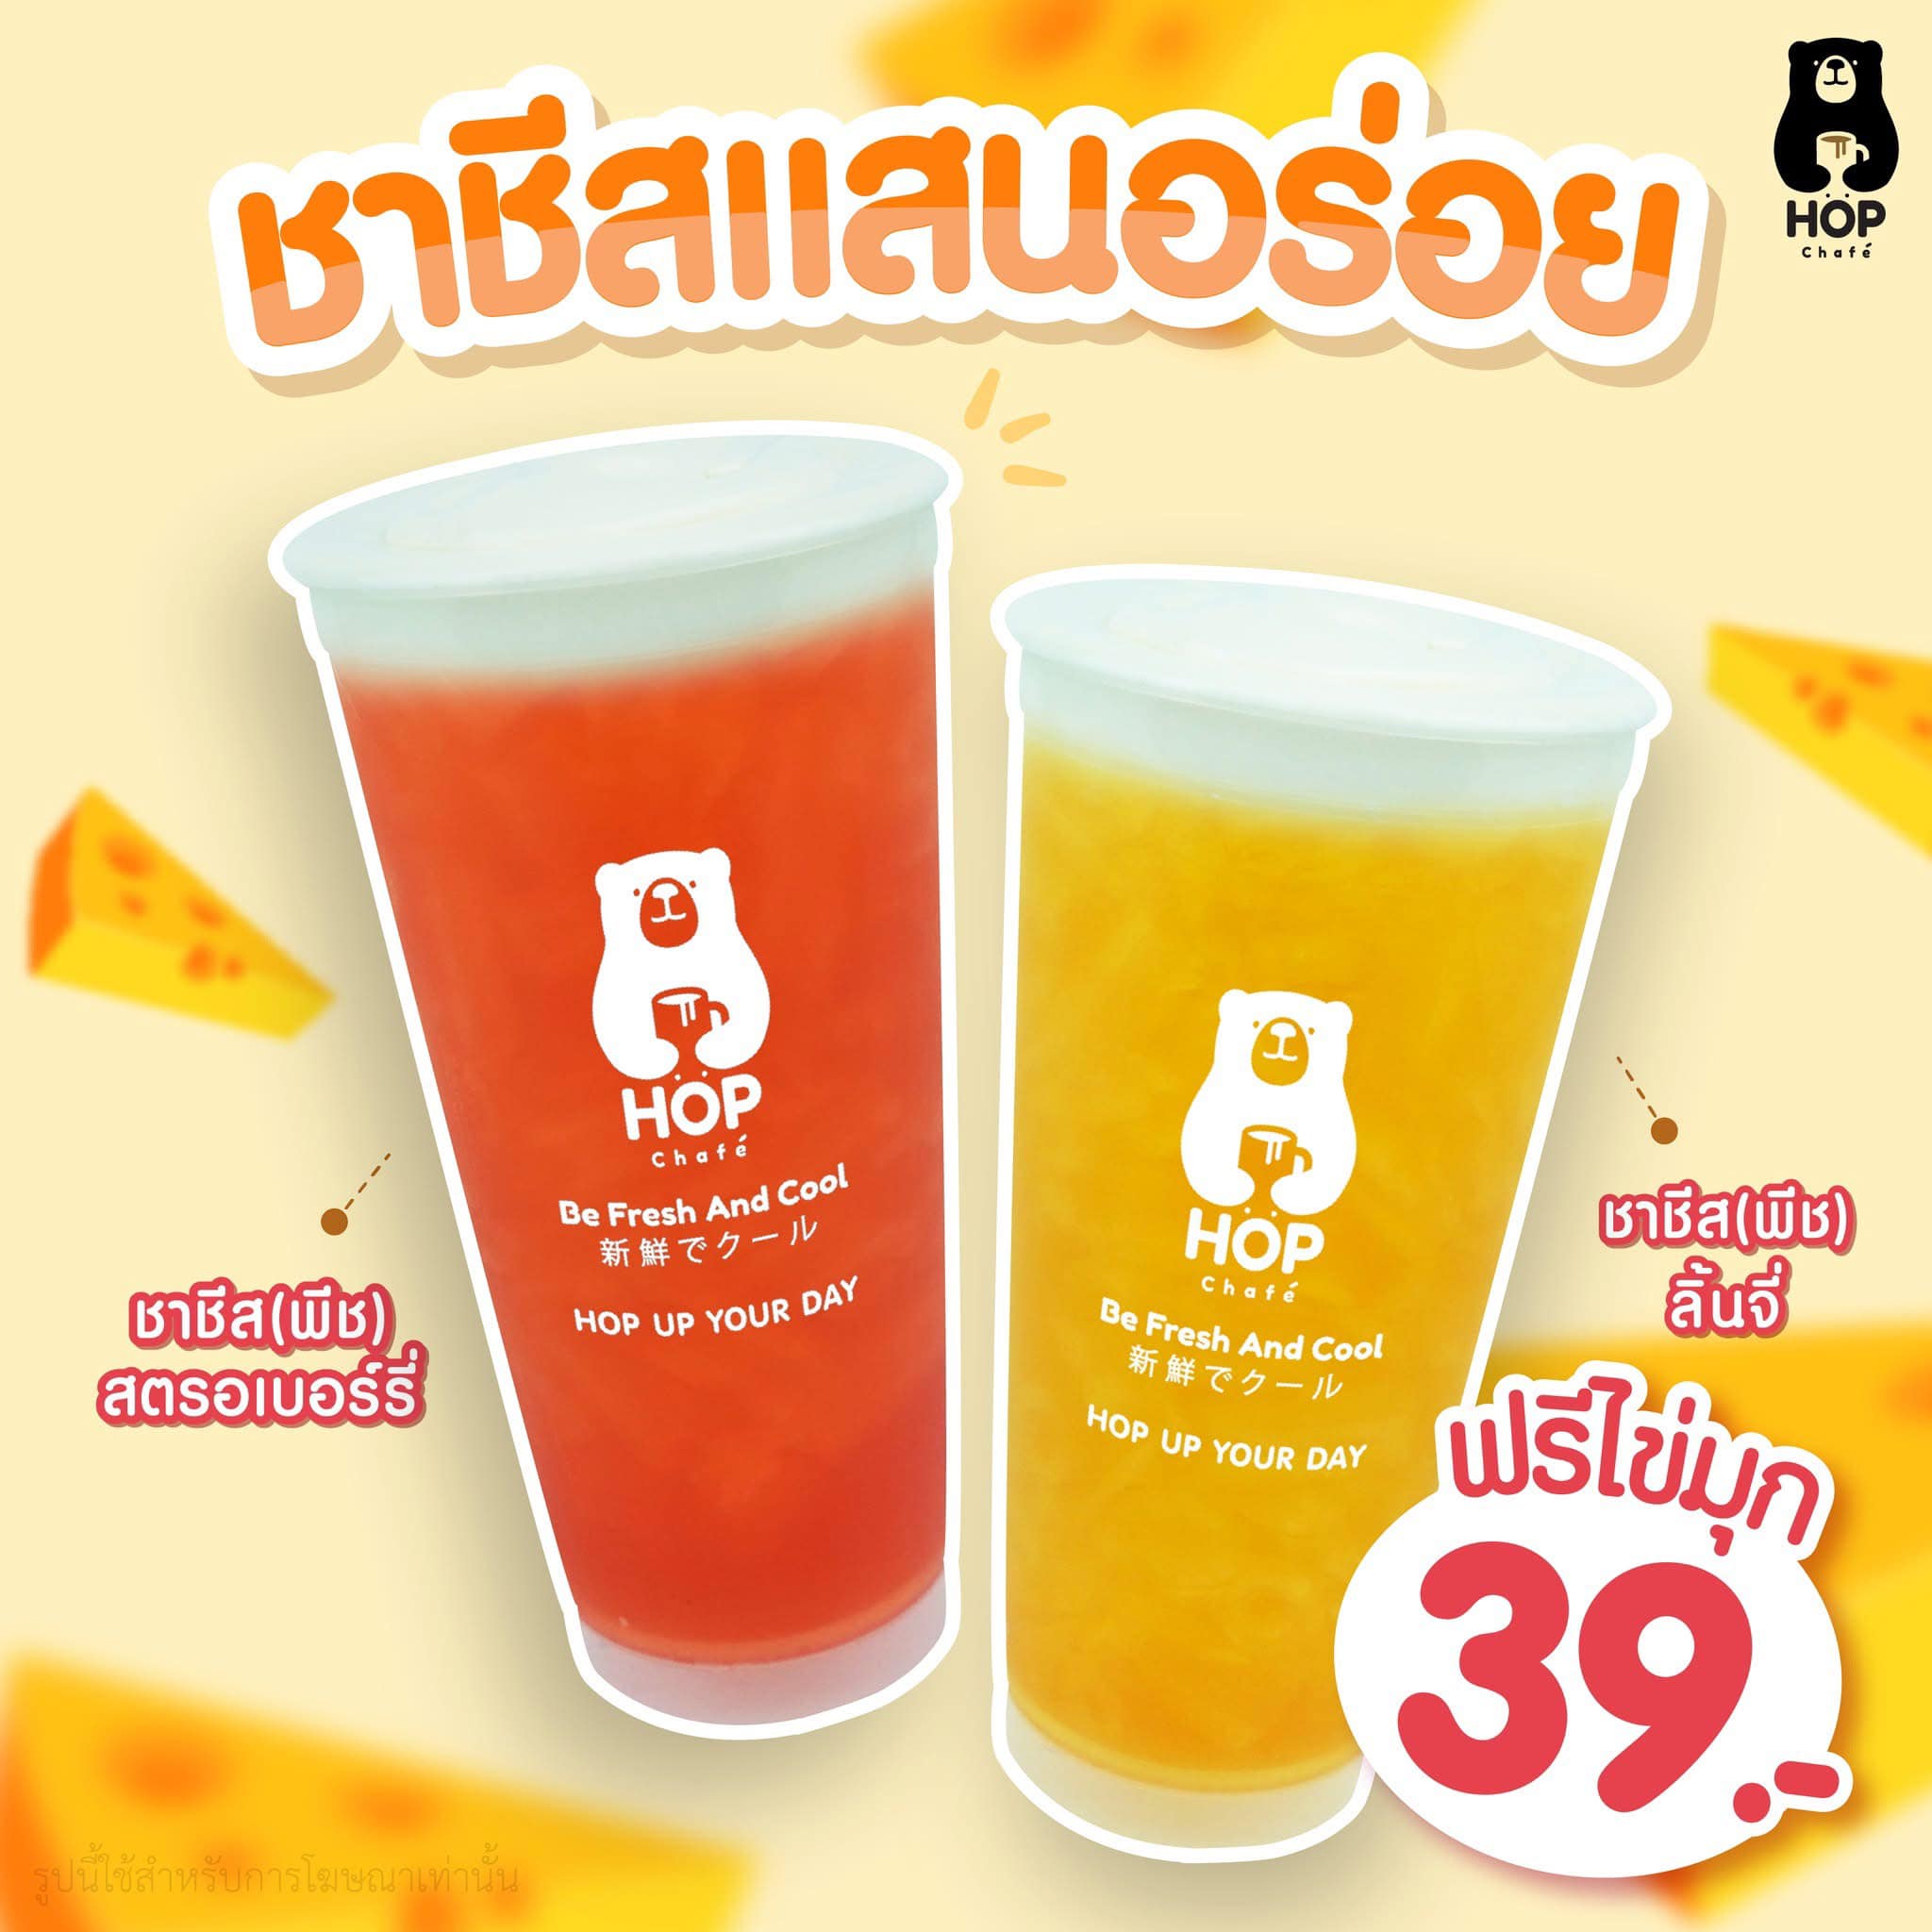 ชาชีสแสนอร่อย
HOP
Chafé
HOP
Chafé
Be Fresh And Cool
新鮮でクール
HOP UP YOUR DAY
HOP
Chafé
Be Fresh And Cool
新鮮でクール
HOP UP YOUR DAY
ชาชีส(พีช)
สตรอเบอร์รี่
ชาชีส(พีช)
ลิ้นจี่
ฟรีไข่มุก
39.-
รูปนี้ใช้สำหรับการโฆษณาเท่านั้น